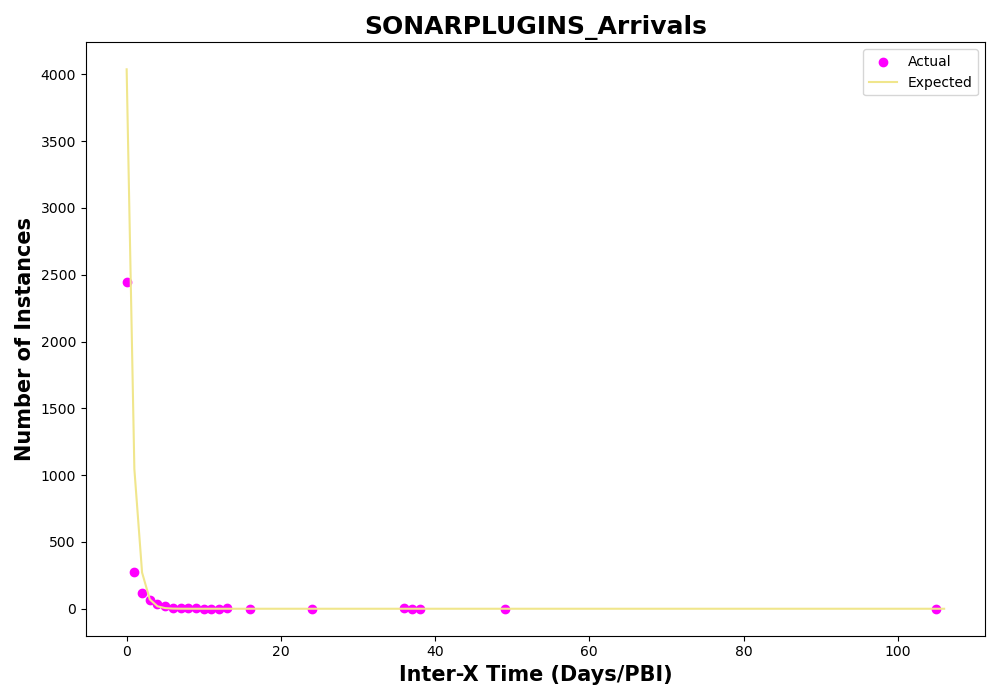 SONARPLUGINS_Arrivals
Actual
Expected
4000
3500
3000
2500
2000
1500
1000
500
0
Number of Instances
0 20 40 60 80 100
Inter-X Time (Days/PBI)